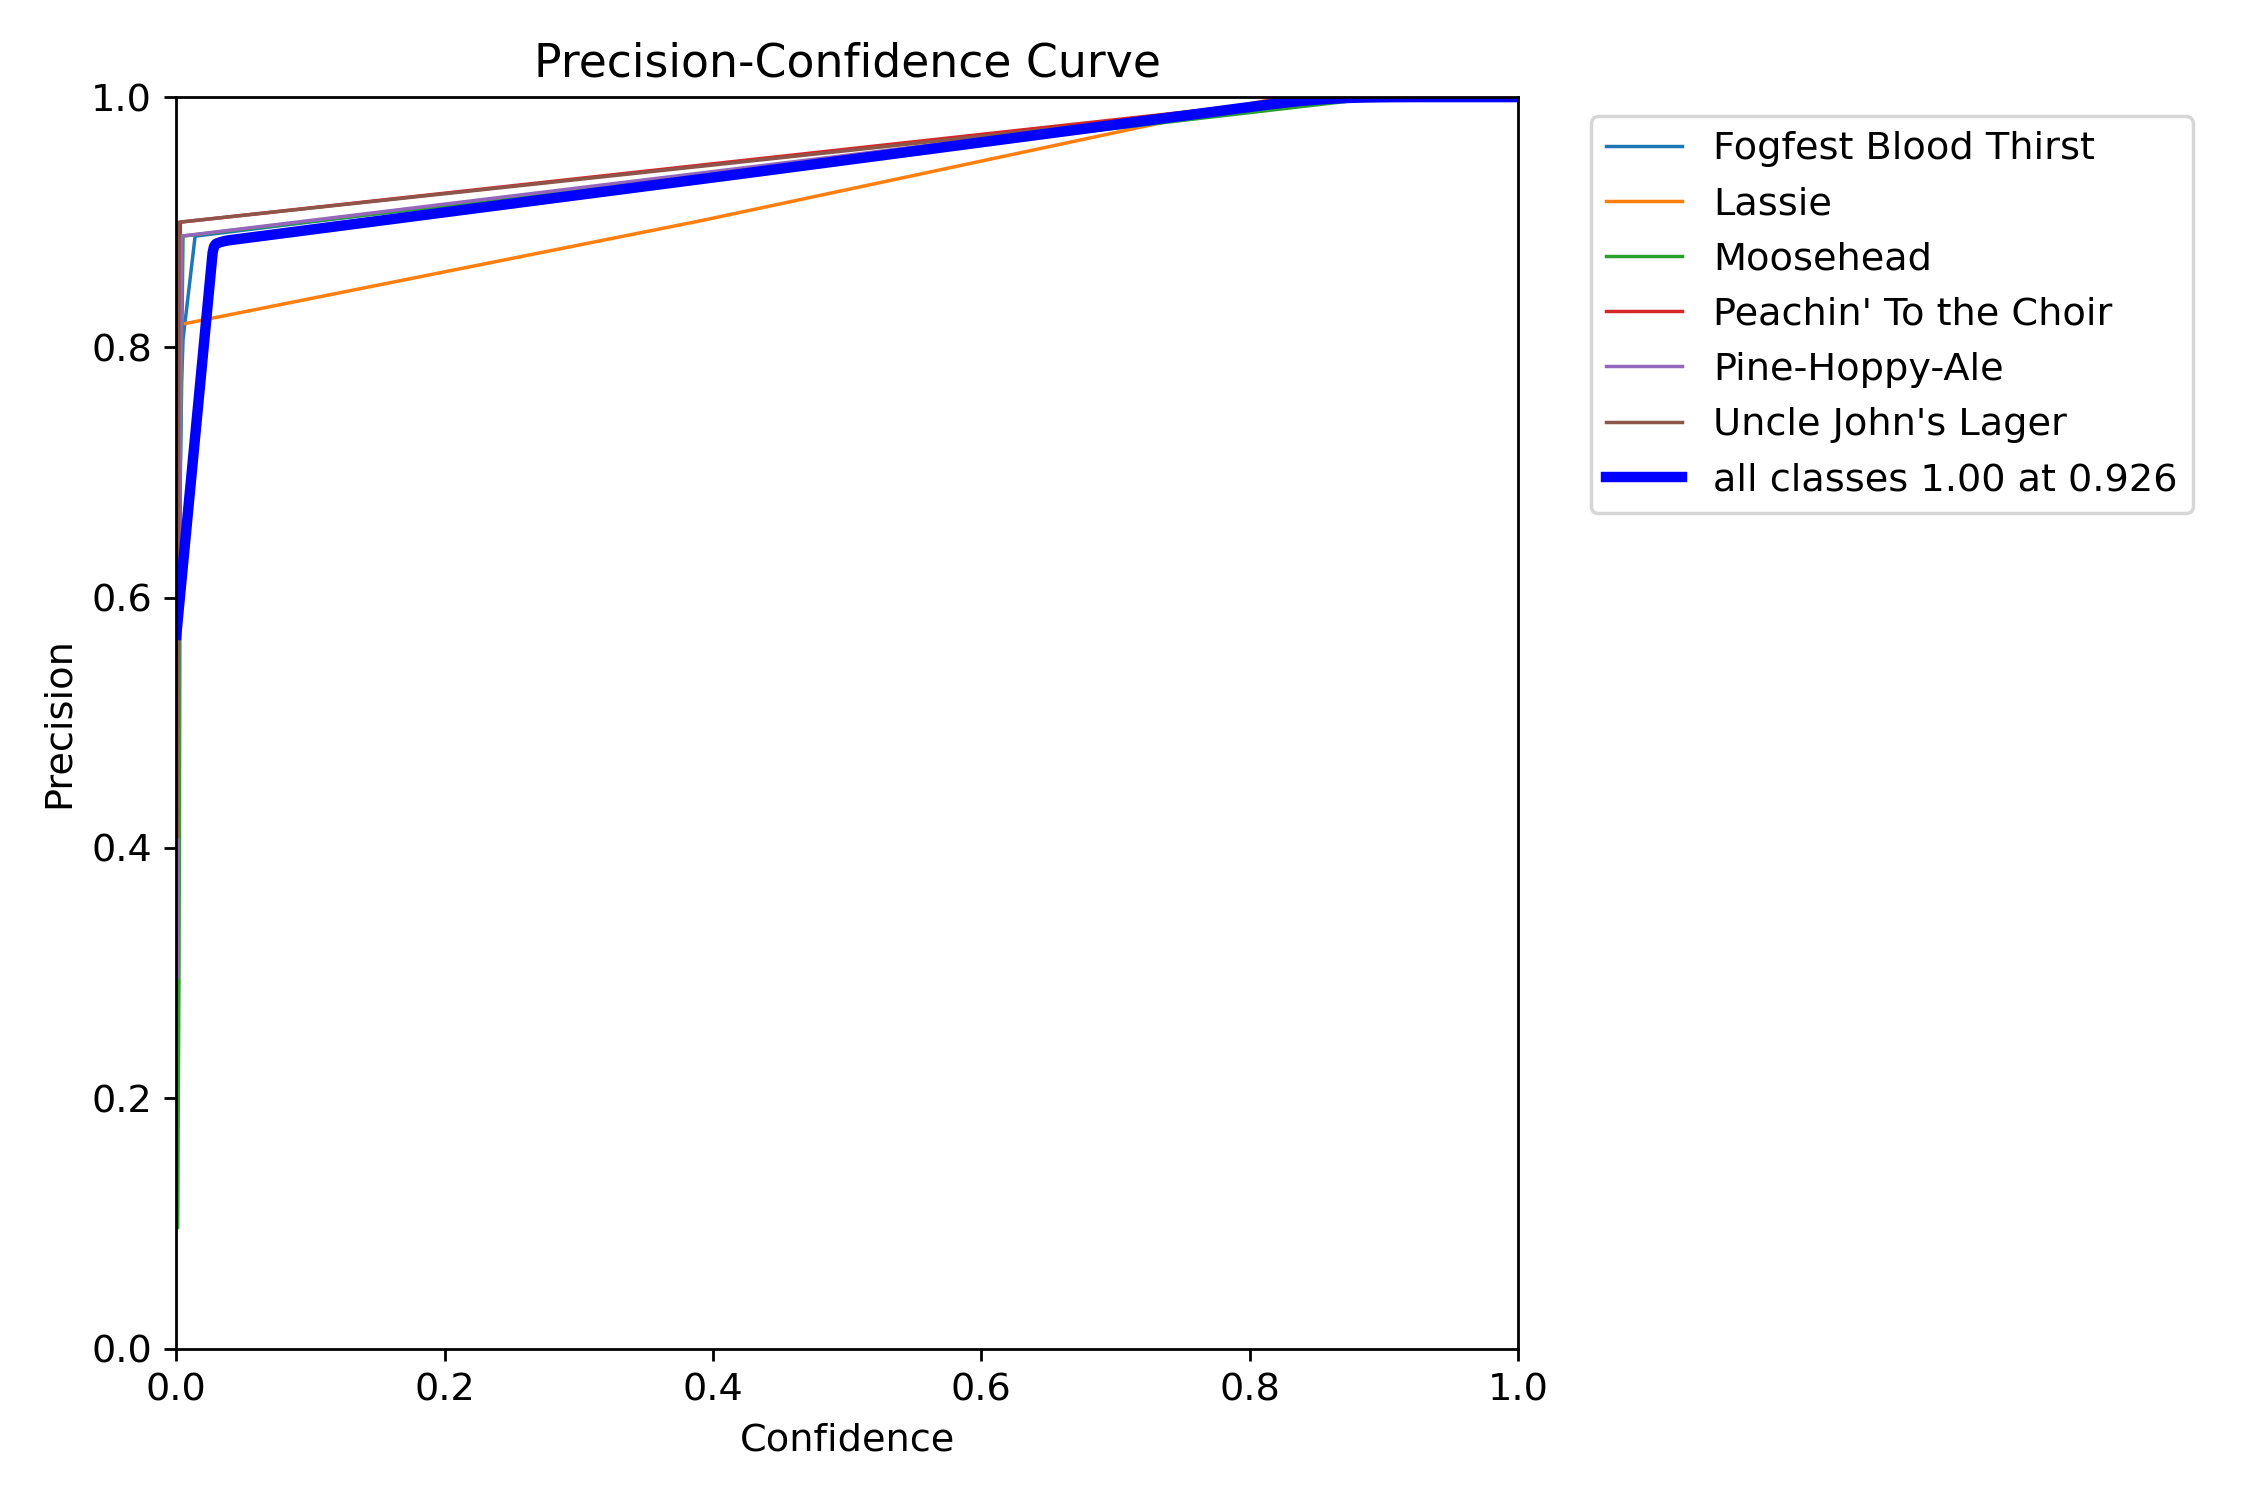 Precision-Confidence Curve
1.0
0.8
0.6
0.4
0.2
0.0
Precision
0.0 0.2 0.4 0.6 0.8 1.0
Confidence
Fogfest Blood Thirst
Lassie
Moosehead
Peachin' To the Choir
Pine-Hoppy-Ale
Uncle John's Lager
all classes 1.00 at 0.926